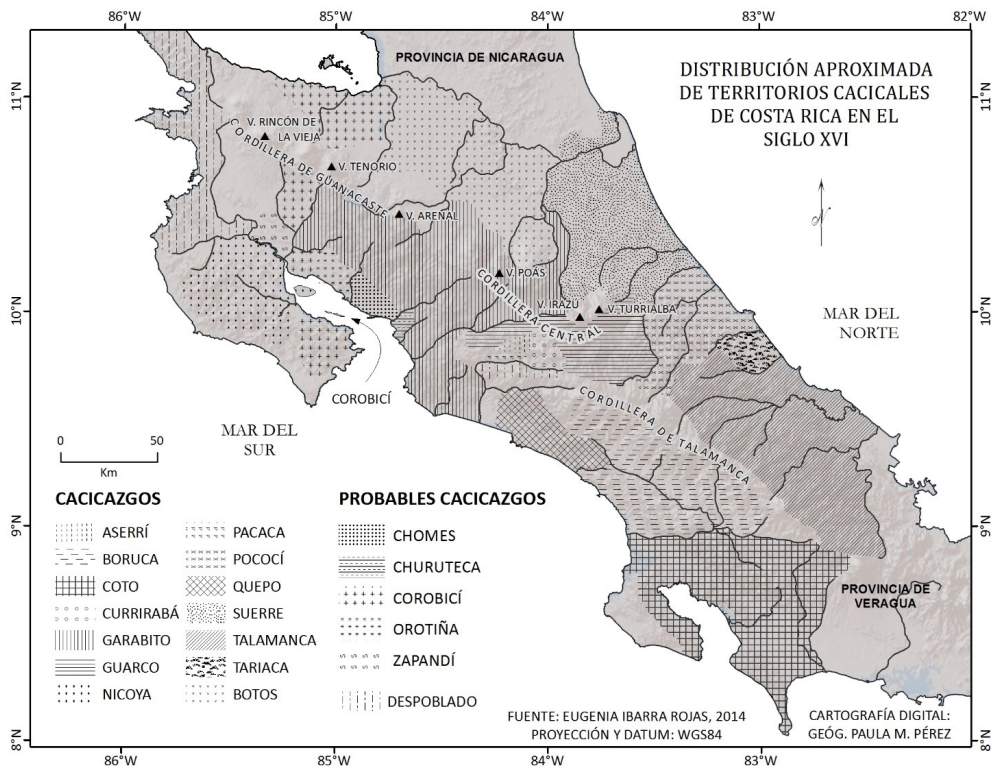 86°W
85°W
84°W
83°W
82°W
PROVINCIA DE NICARAGUA
DISTRIBUCIÓN APROXIMADA
DE TERRITORIOS CACICALES
DE COSTA RICA EN EL
SIGLO XVI
11°N
11°N
V. RINCÓN DE
LA VIEJA
V. TENORIO
CORDILLERA DE GUANACASTE
V. ARENAL
N
V. POÁS
CORDILLERA CENTRAL
V. IRAZÚ
V. TURRIALBA
10°N
10°N
MAR DEL
NORTE
COROBICÍ
CORDILLERA DE TALAMANCA
MAR DEL
SUR
0
50
Km
CACICAZGOS
ASERRÍ
BORUCA
COTO
CURRIRABÁ
GARABITO
GUARCO
NICOYA
PACACA
POCOCÍ
QUEPO
SUERRE
TALAMANCA
TARIACA
BOTOS
PROBABLES CACICAZGOS
CHOMES
CHURUTECA
COROBICÍ
OROTIÑA
ZAPANDÍ
DESPOBLADO
9°N
9°N
PROVINCIA DE
VERAGUA
FUENTE: EUGENIA IBARRA ROJAS, 2014
PROYECCIÓN Y DATUM: WGS84
CARTOGRAFÍA DIGITAL:
GEÓG. PAULA M. PÉREZ
8°N
8°N
86°W
85°W
84°W
83°W